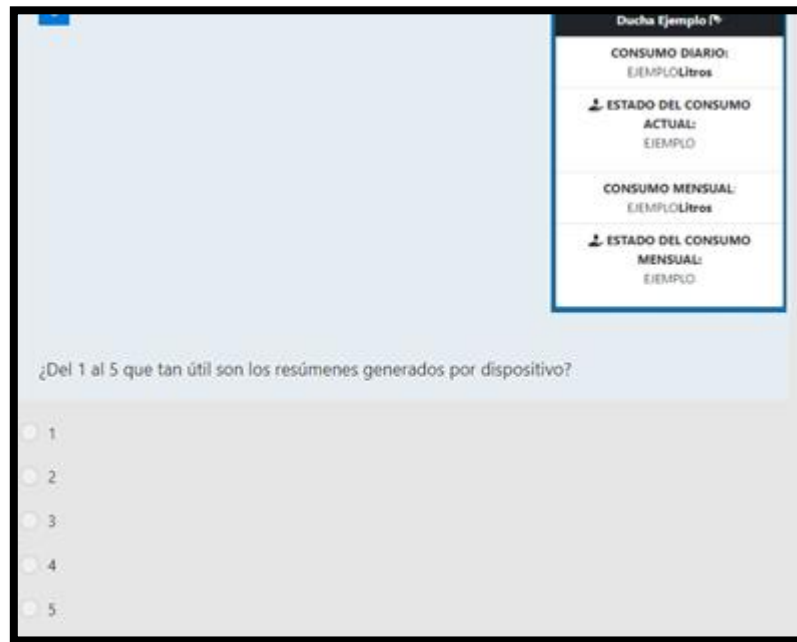 Ducha Ejemplo
CONSUMO DIARIO:
EJEMPLOLitros
ESTADO DEL CONSUMO
ACTUAL:
EJEMPLO
CONSUMO MENSUAL:
EJEMPLOLitros
ESTADO DEL CONSUMO
MENSUAL:
EJEMPLO
¿Del 1 al 5 que tan útil son los resúmenes generados por dispositivo?
1
2
3
4
5